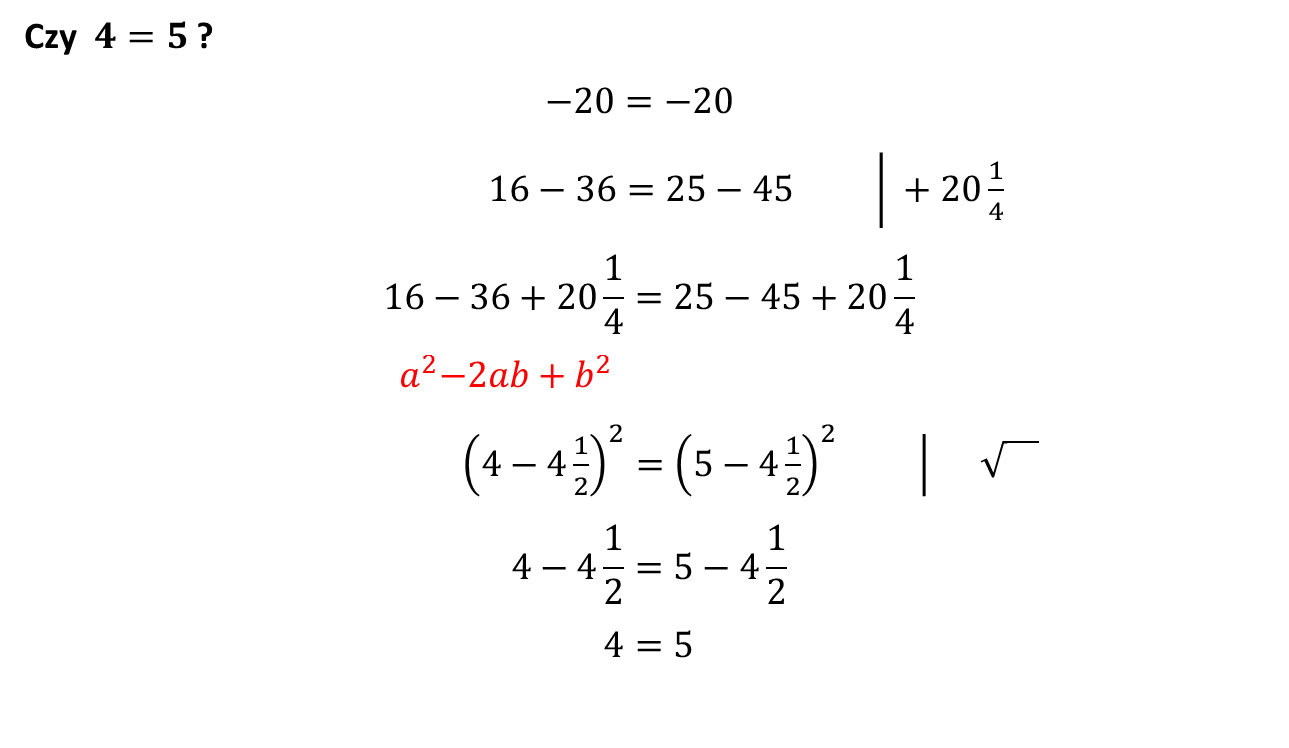 Czy 4 = 5 ?
−20 = −20
16 − 36 = 25 − 45 | + 20 1/4
16 − 36 + 20 1/4 = 25 − 45 + 20 1/4
a² − 2ab + b²
(4 − 4 1/2)² = (5 − 4 1/2)² | √
4 − 4 1/2 = 5 − 4 1/2
4 = 5